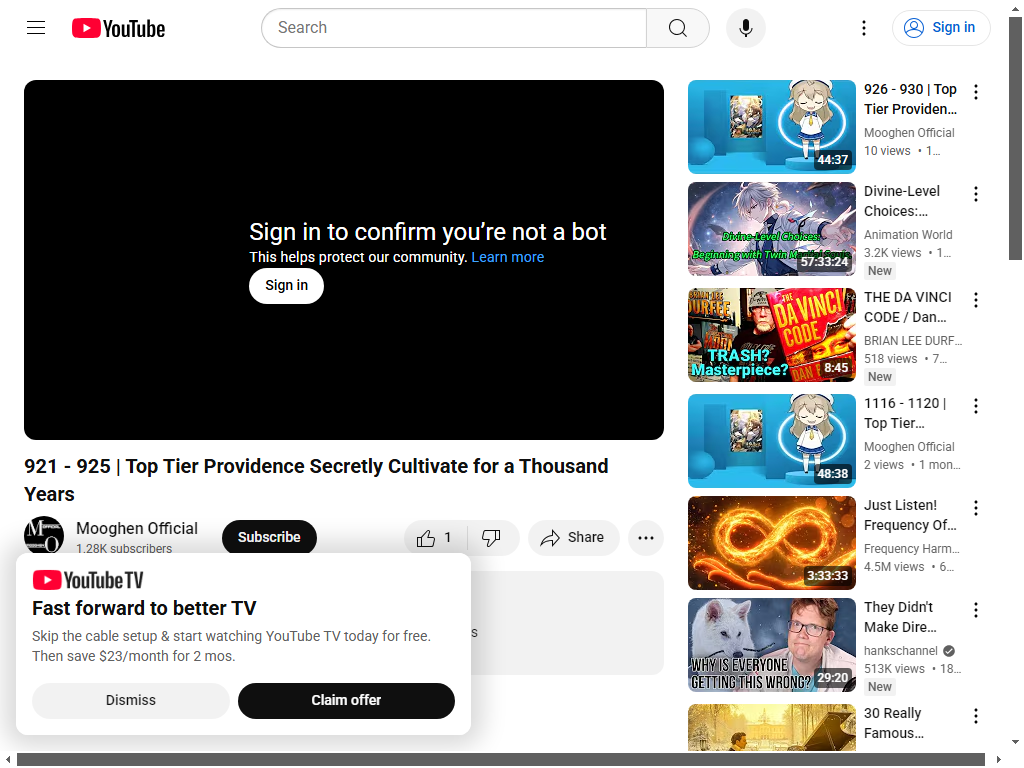 YouTube
Search
Sign in
Sign in to confirm you’re not a bot
This helps protect our community. Learn more
Sign in
921 - 925 | Top Tier Providence Secretly Cultivate for a Thousand
Years
Mooghen Official
1.28K subscribers
Subscribe
1
Share
s
YouTube TV
Fast forward to better TV
Skip the cable setup & start watching YouTube TV today for free.
Then save $23/month for 2 mos.
Dismiss
Claim offer
44:37
926 - 930 | Top
Tier Providen...
Mooghen Official
10 views • 1...
Divine-Level Choices:
Beginning with Twin
57:33:24
Divine-Level
Choices:...
Animation World
3.2K views • 1...
New
BRIAN LEE
DURFEE
THE
DA VINCI
CODE
TRASH?
Masterpiece?
8:45
THE DA VINCI
CODE / Dan...
BRIAN LEE DURF...
518 views • 7...
New
48:38
1116 - 1120 |
Top Tier...
Mooghen Official
2 views • 1 mon...
3:33:33
Just Listen!
Frequency Of...
Frequency Harm...
4.5M views • 6...
WHY IS EVERYONE
GETTING THIS WRONG?
29:20
They Didn't
Make Dire...
hankschannel
513K views • 18...
New
30 Really
Famous...